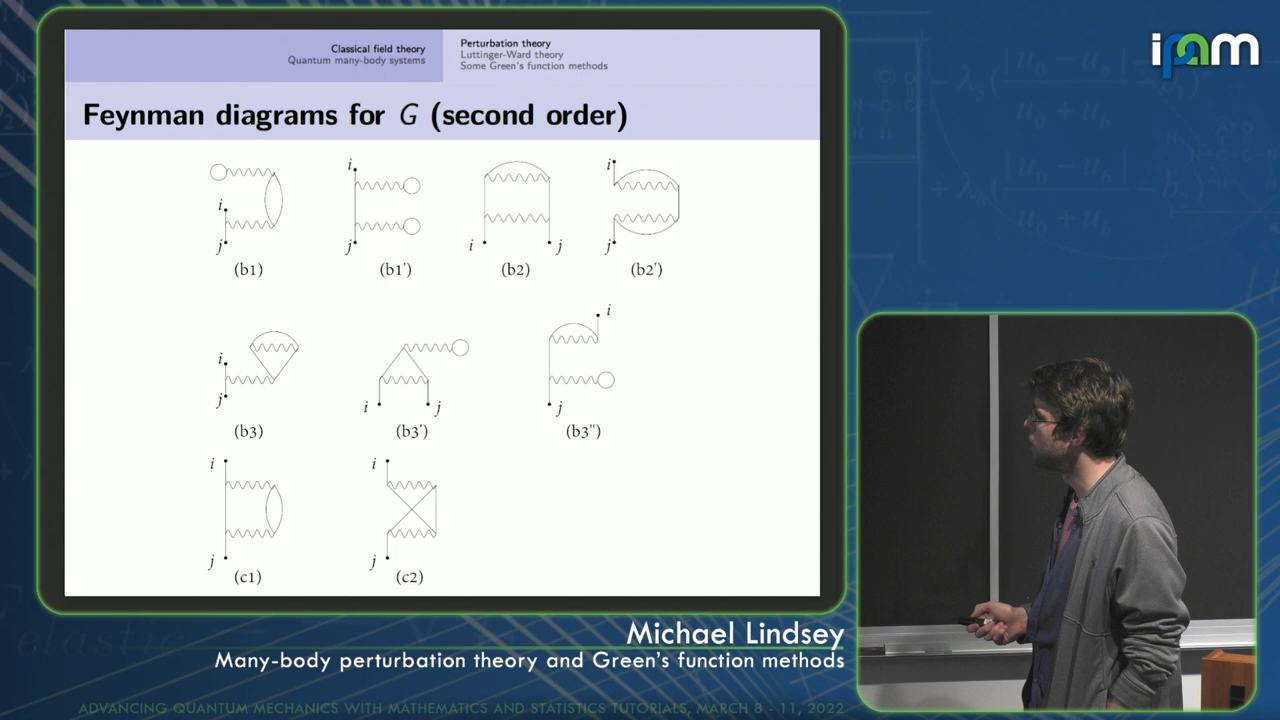 ipam
Classical field theory
Quantum many-body systems
Perturbation theory
Luttinger-Ward theory
Some Green's function methods
Feynman diagrams for G (second order)
i
j
(b1)
i
j
(b1')
i
j
(b2)
i
j
(b2')
i
j
(b3)
i
j
(b3')
i
j
(b3'')
i
j
(c1)
i
j
(c2)
Michael Lindsey
Many-body perturbation theory and Green's function methods
ADVANCING QUANTUM MECHANICS WITH MATHEMATICS AND STATISTICS TUTORIALS, MARCH 8 - 11, 2022